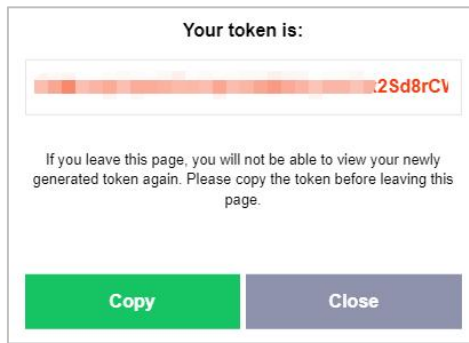 Your token is:
2Sd8rCV
If you leave this page, you will not be able to view your newly
generated token again. Please copy the token before leaving this
page.
Copy
Close